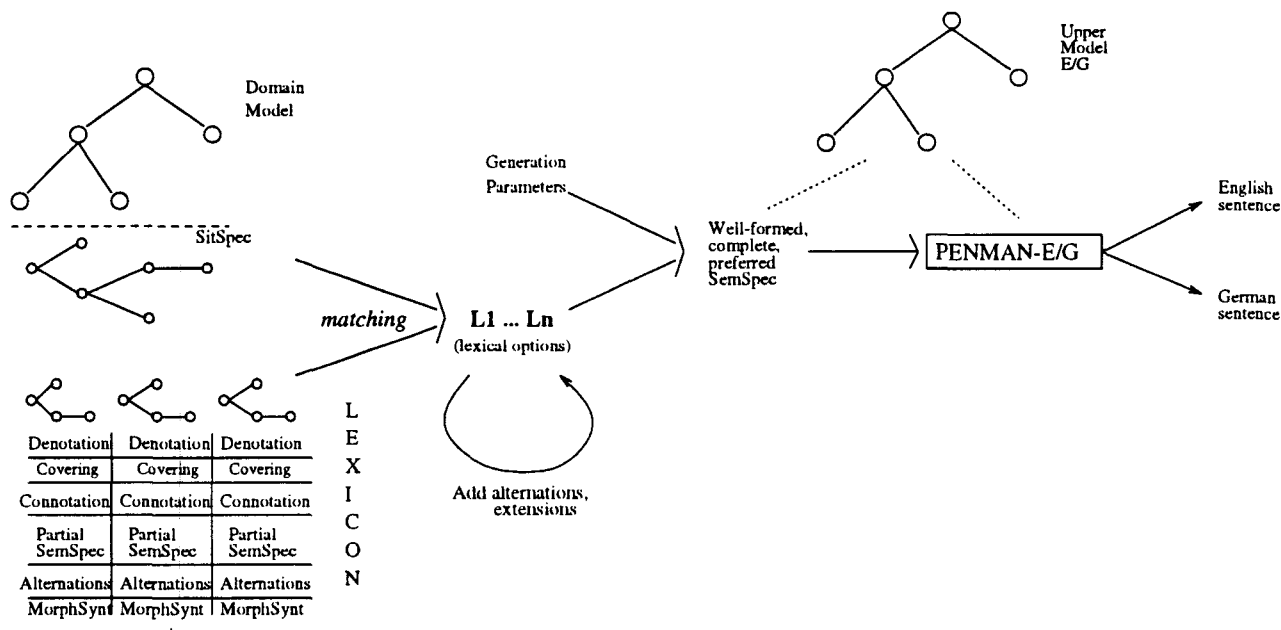 Domain
Model
SitSpec
matching
L1 ... Ln
(lexical options)
Add alternations,
extensions
Generation
Parameters
Upper
Model
E/G
Well-formed,
complete,
preferred
SemSpec
PENMAN-E/G
English
sentence
German
sentence
Denotation Denotation Denotation
Covering Covering Covering
Connotation Connotation Connotation
Partial Partial Partial
SemSpec SemSpec SemSpec
Alternations Alternations Alternations
MorphSynt MorphSynt MorphSynt
L
E
X
I
C
O
N